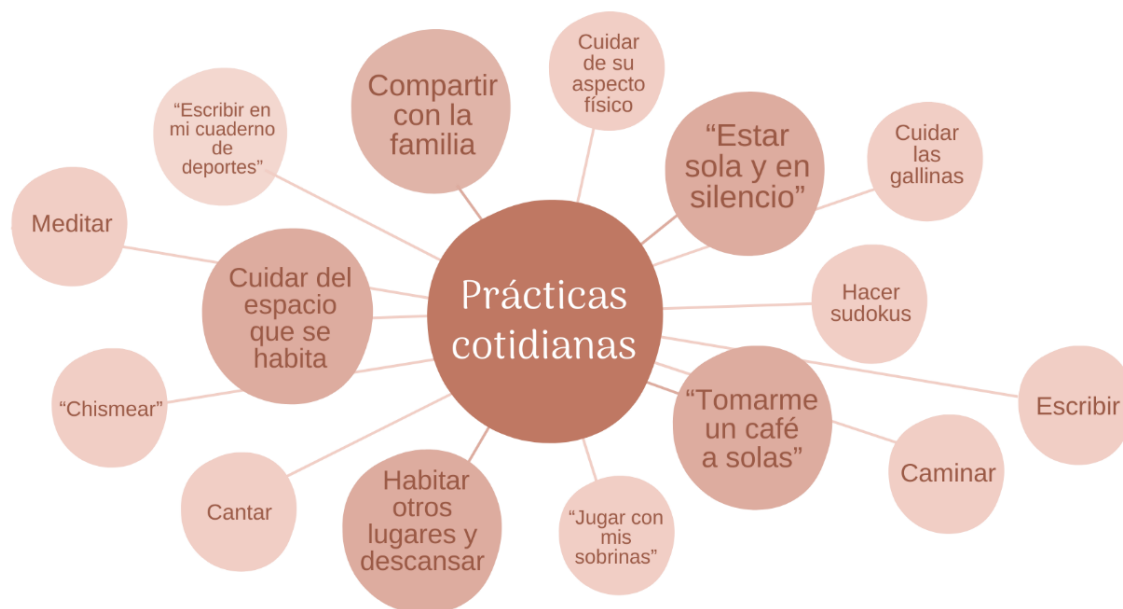 Cuidar
de su
aspecto
físico
Compartir
con la
familia
“Escribir en
mi cuaderno
de
deportes”
“Estar
sola y en
silencio”
Cuidar
las
gallinas
Meditar
Cuidar del
espacio
que se
habita
Prácticas
cotidianas
Hacer
sudokus
“Chismear”
“Tomarme
un café
a solas”
Escribir
Caminar
Cantar
Habitar
otros
lugares y
descansar
“Jugar con
mis
sobrinas”